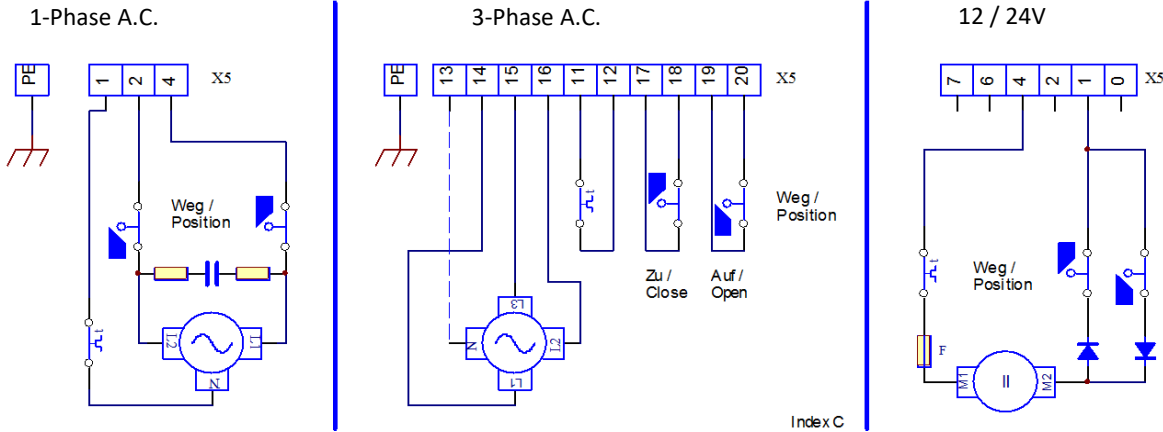 1-Phase A.C.
PE
1 2 4
X5
Weg /
Position
t
L2
L1
N
3-Phase A.C.
PE
13 14 15 16 11 12 17 18 19 20
X5
t
Weg /
Position
Zu /
Close
Auf /
Open
L3
N
L2
L1
Index C
12 / 24V
7 6 4 2 1 0
X5
t
Weg /
Position
F
M1
II
M2